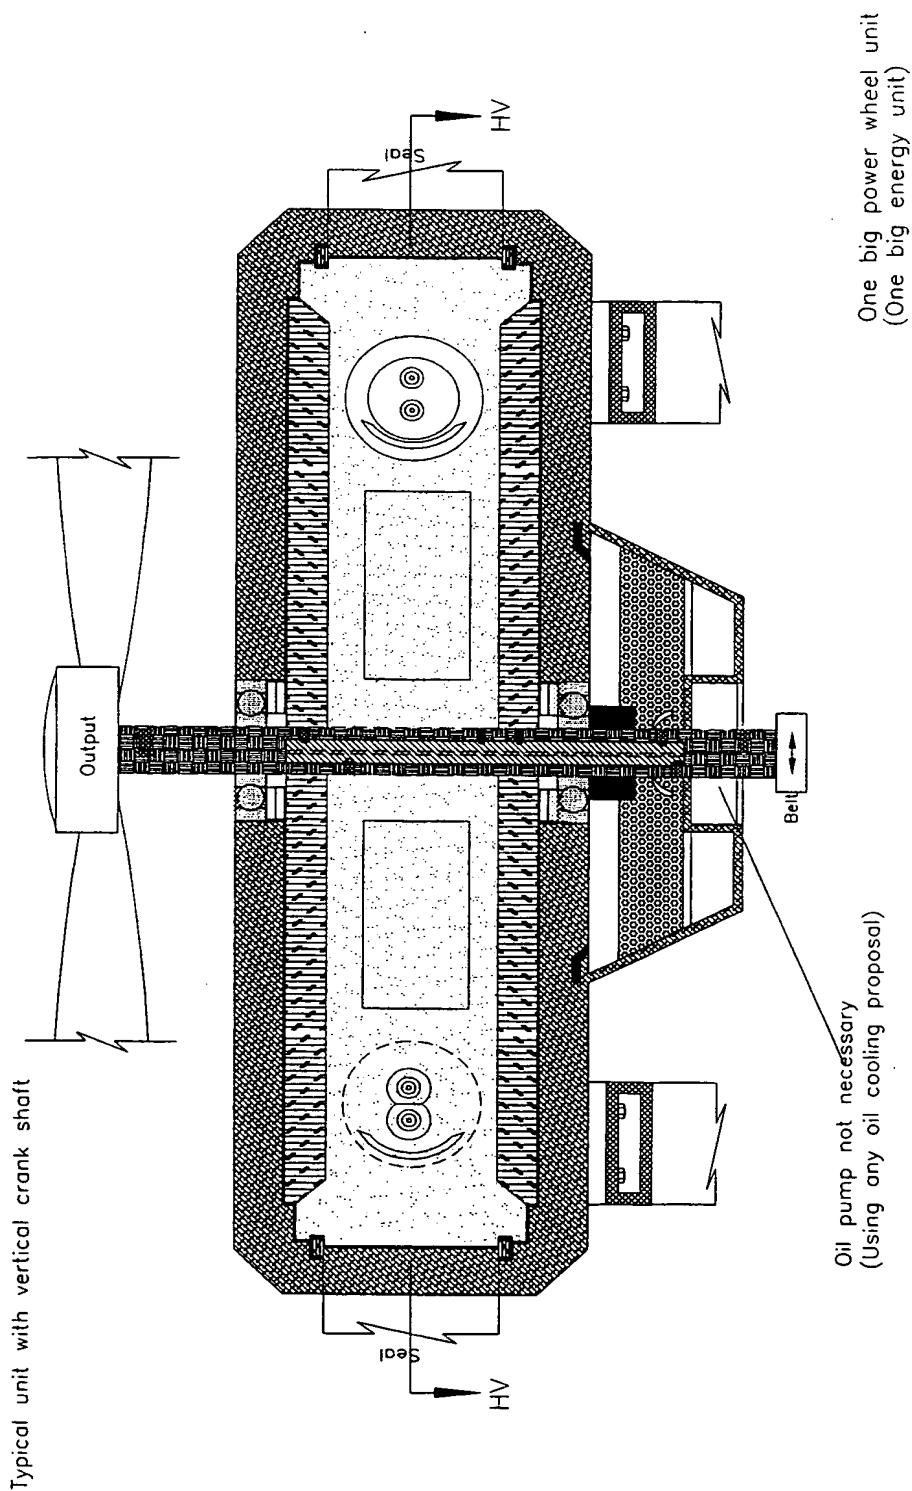 Typical unit with vertical crank shaft
Output
Seal
HV
Seal
HV
Belt
Oil pump not necessary
(Using any oil cooling proposal)
One big power wheel unit
(One big energy unit)